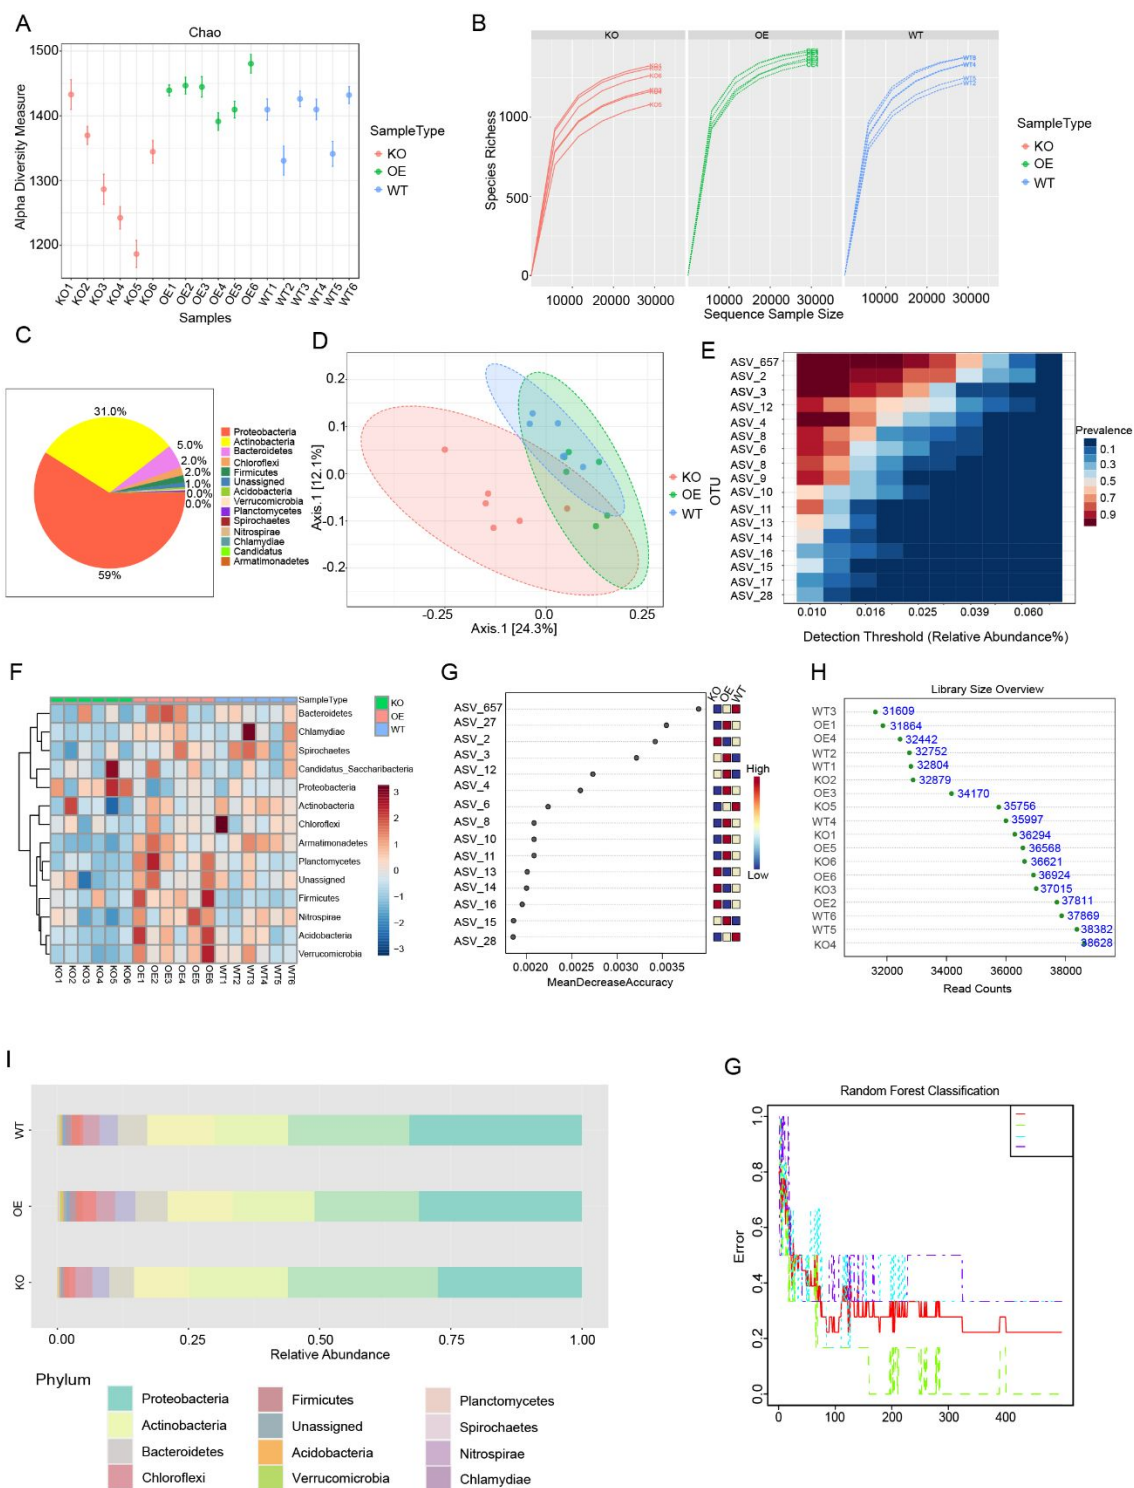 A
Chao
Alpha Diversity Measure
1500
1400
1300
1200
KO1 KO2 KO3 KO4 KO5 KO6 OE1 OE2 OE3 OE4 OE5 OE6 WT1 WT2 WT3 WT4 WT5 WT6
Samples
SampleType
KO
OE
WT
B
KO OE WT
Species Richess
1000
500
0
10000 20000 30000 10000 20000 30000 10000 20000 30000
Sequence Sample Size
SampleType
KO
OE
WT
C
31.0%
5.0%
2.0%
2.0%
1.0%
0.0%
0.0%
59%
Proteobacteria
Actinobacteria
Bacteroidetes
Chloroflexi
Firmicutes
Unassigned
Acidobacteria
Verrucomicrobia
Planctomycetes
Spirochaetes
Nitrospirae
Chlamydiae
Candidatus
Armatimonadetes
D
Axis.1 [12.1%]
0.2
0.1
0.0
-0.1
-0.2
-0.25 0.0 0.25
Axis.1 [24.3%]
KO
OE
WT
E
OTU
ASV_657
ASV_2
ASV_3
ASV_12
ASV_4
ASV_8
ASV_6
ASV_8
ASV_9
ASV_10
ASV_11
ASV_13
ASV_14
ASV_16
ASV_15
ASV_17
ASV_28
0.010 0.016 0.025 0.039 0.060
Detection Threshold (Relative Abundance%)
Prevalence
0.1
0.3
0.5
0.7
0.9
F
SampleType
Bacteroidetes
Chlamydiae
Spirochaetes
Candidatus_Saccharibacteria
Proteobacteria
Actinobacteria
Chloroflexi
Armatimonadetes
Planctomycetes
Unassigned
Firmicutes
Nitrospirae
Acidobacteria
Verrucomicrobia
KO1 KO2 KO3 KO4 KO5 KO6 OE1 OE2 OE3 OE4 OE5 OE6 WT1 WT2 WT3 WT4 WT5 WT6
KO
OE
WT
3
2
1
0
-1
-2
-3
G
KO OE WT
ASV_657
ASV_27
ASV_2
ASV_3
ASV_12
ASV_4
ASV_6
ASV_8
ASV_10
ASV_11
ASV_13
ASV_14
ASV_16
ASV_15
ASV_28
0.0020 0.0025 0.0030 0.0035
MeanDecreaseAccuracy
High
Low
H
Library Size Overview
WT3 31609
OE1 31864
OE4 32442
WT2 32752
WT1 32804
KO2 32879
OE3 34170
KO5 35756
WT4 35997
KO1 36294
OE5 36568
KO6 36621
OE6 36924
KO3 37015
OE2 37811
WT6 37869
WT5 38382
KO4 38628
32000 34000 36000 38000
Read Counts
I
WT
OE
KO
0.00 0.25 0.50 0.75 1.00
Relative Abundance
Phylum
Proteobacteria Firmicutes Planctomycetes
Actinobacteria Unassigned Spirochaetes
Bacteroidetes Acidobacteria Nitrospirae
Chloroflexi Verrucomicrobia Chlamydiae
G
Random Forest Classification
Error
1.0
0.8
0.6
0.4
0.2
0.0
0 100 200 300 400